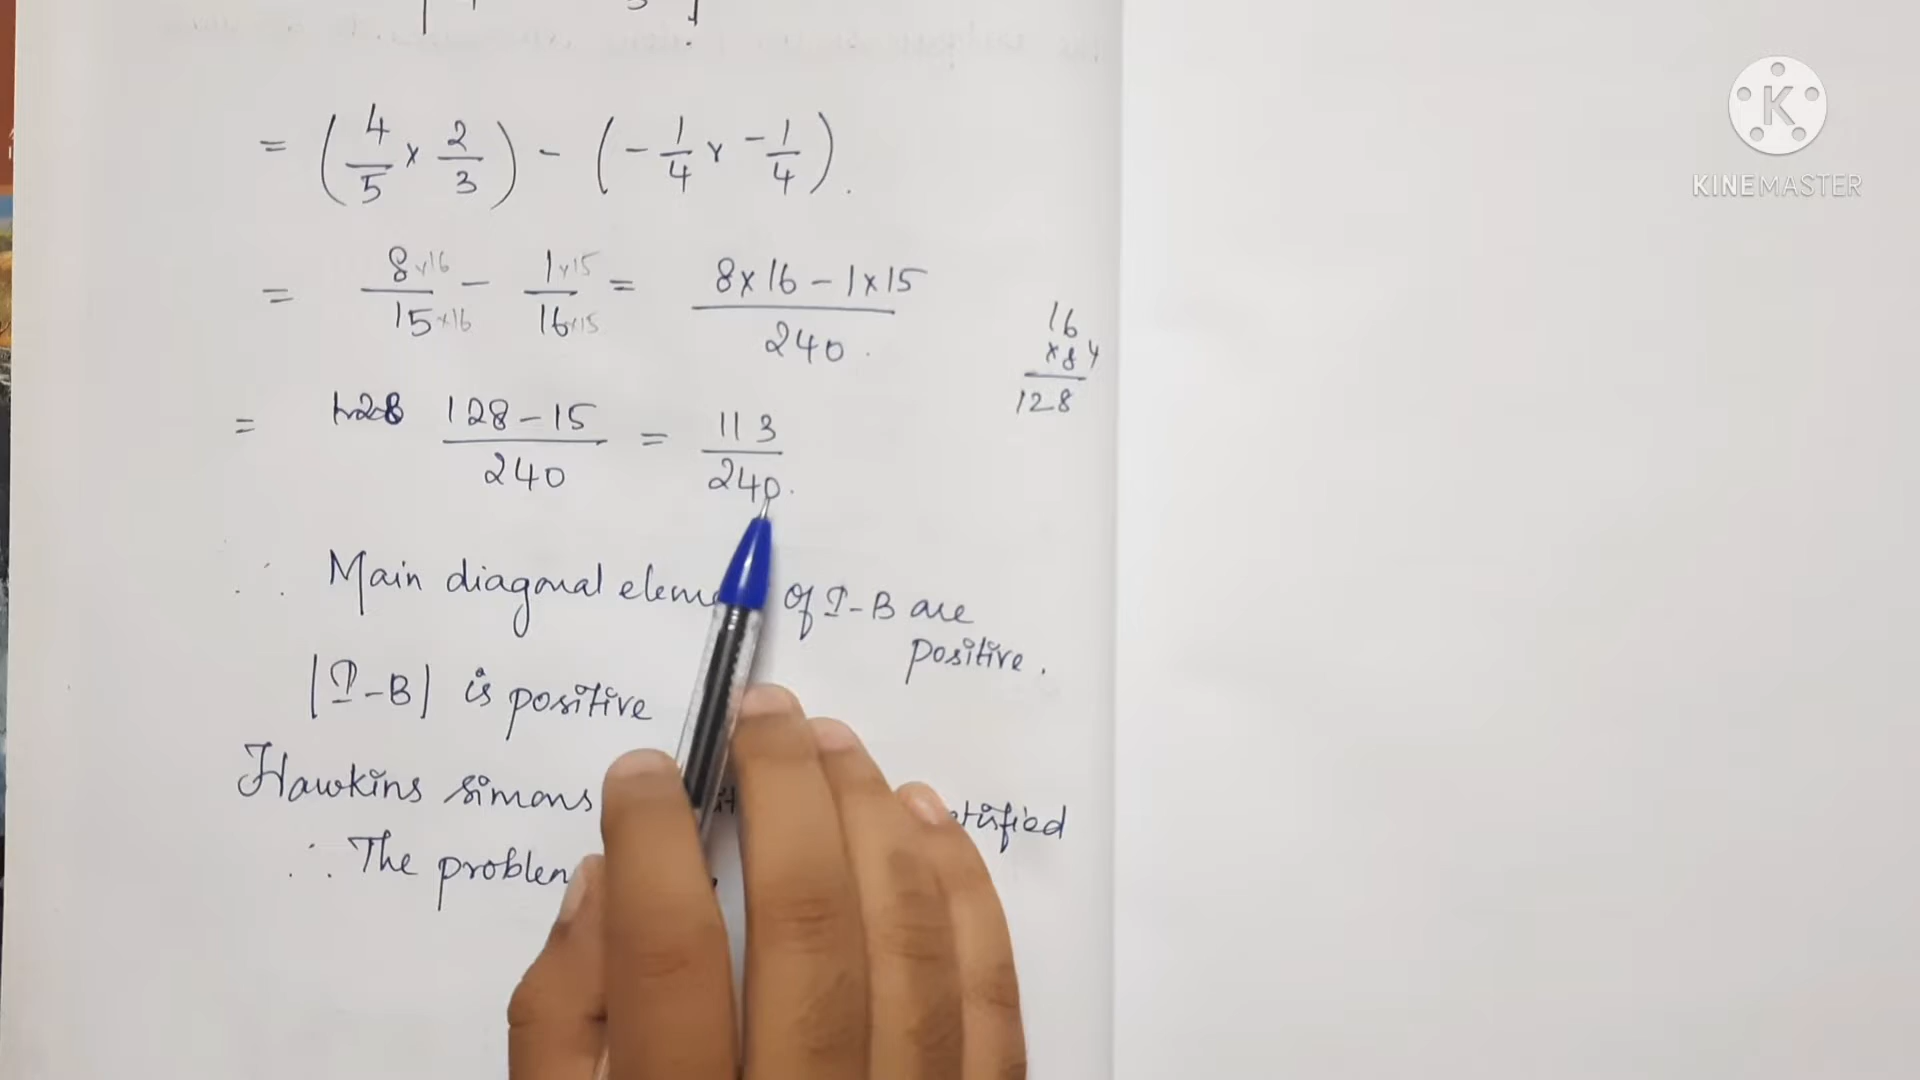 = (4/5 × 2/3) - (-1/4 × -1/4).
= 8×16/15×16 - 1×15/16×15 = 8×16-1×15/240.
16
×8
128
= 128 128-15/240 = 113/240.
∴ Main diagonal of I-B are
positive.
|I-B| is positive
Hawkins simons
∴ The
K
KINEMASTER